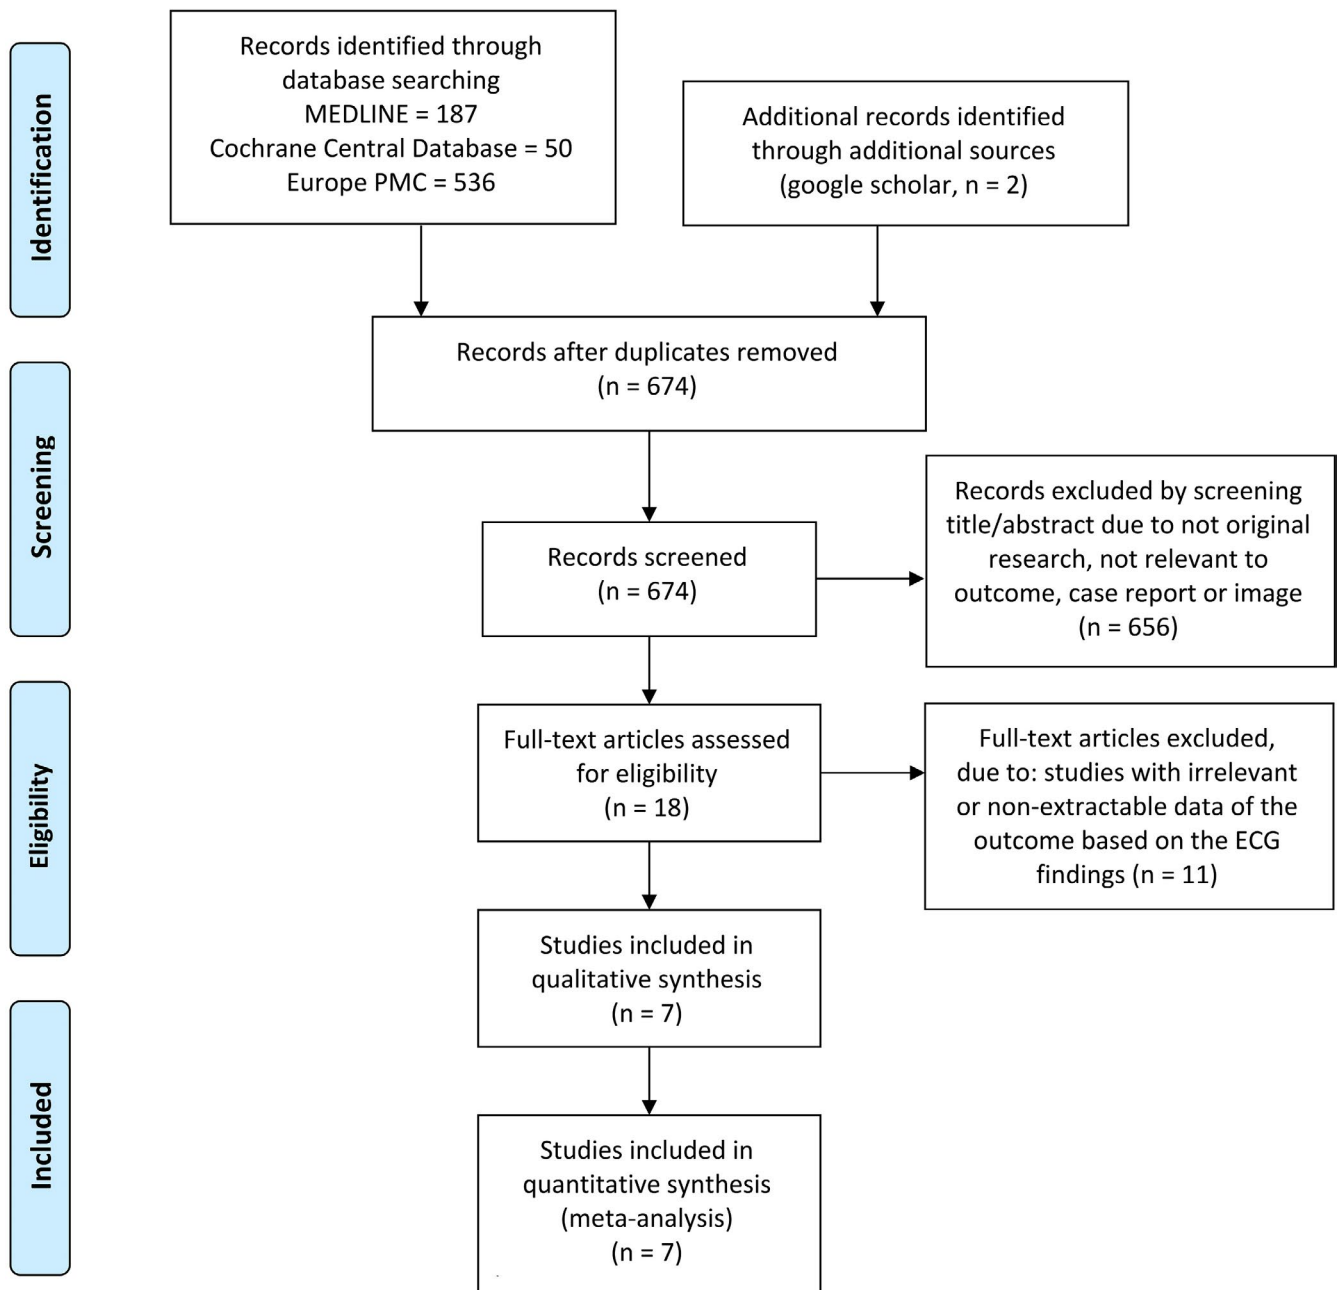 Identification
Records identified through
database searching
MEDLINE = 187
Cochrane Central Database = 50
Europe PMC = 536
Additional records identified
through additional sources
(google scholar, n = 2)
Records after duplicates removed
(n = 674)
Screening
Records screened
(n = 674)
Records excluded by screening
title/abstract due to not original
research, not relevant to
outcome, case report or image
(n = 656)
Eligibility
Full-text articles assessed
for eligibility
(n = 18)
Full-text articles excluded,
due to: studies with irrelevant
or non-extractable data of the
outcome based on the ECG
findings (n = 11)
Studies included in
qualitative synthesis
(n = 7)
Included
Studies included in
quantitative synthesis
(meta-analysis)
(n = 7)